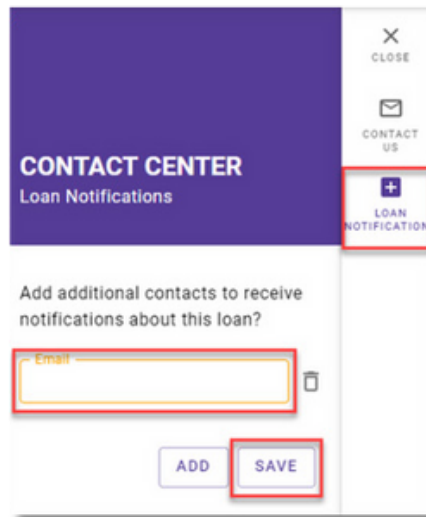 CLOSE
CONTACT
US
LOAN
NOTIFICATION
CONTACT CENTER
Loan Notifications
Add additional contacts to receive
notifications about this loan?
Email
ADD
SAVE